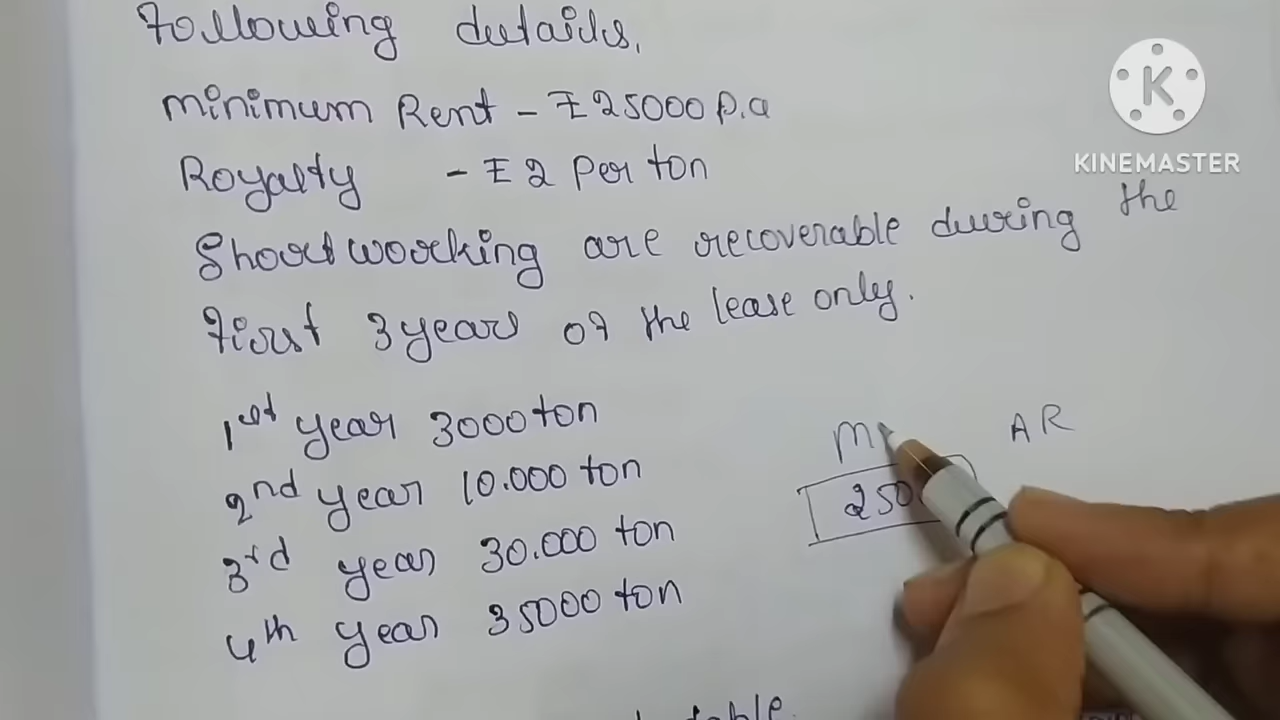 Following details.
Minimum Rent - ₹25000 P.a
Royalty - ₹2 Per ton
Shortworking are recoverable during the
First 3 years of the lease only.
1st year 3000 ton
2nd year 10.000 ton
3rd year 30.000 ton
4th year 35000 ton
AR
KINEMASTER